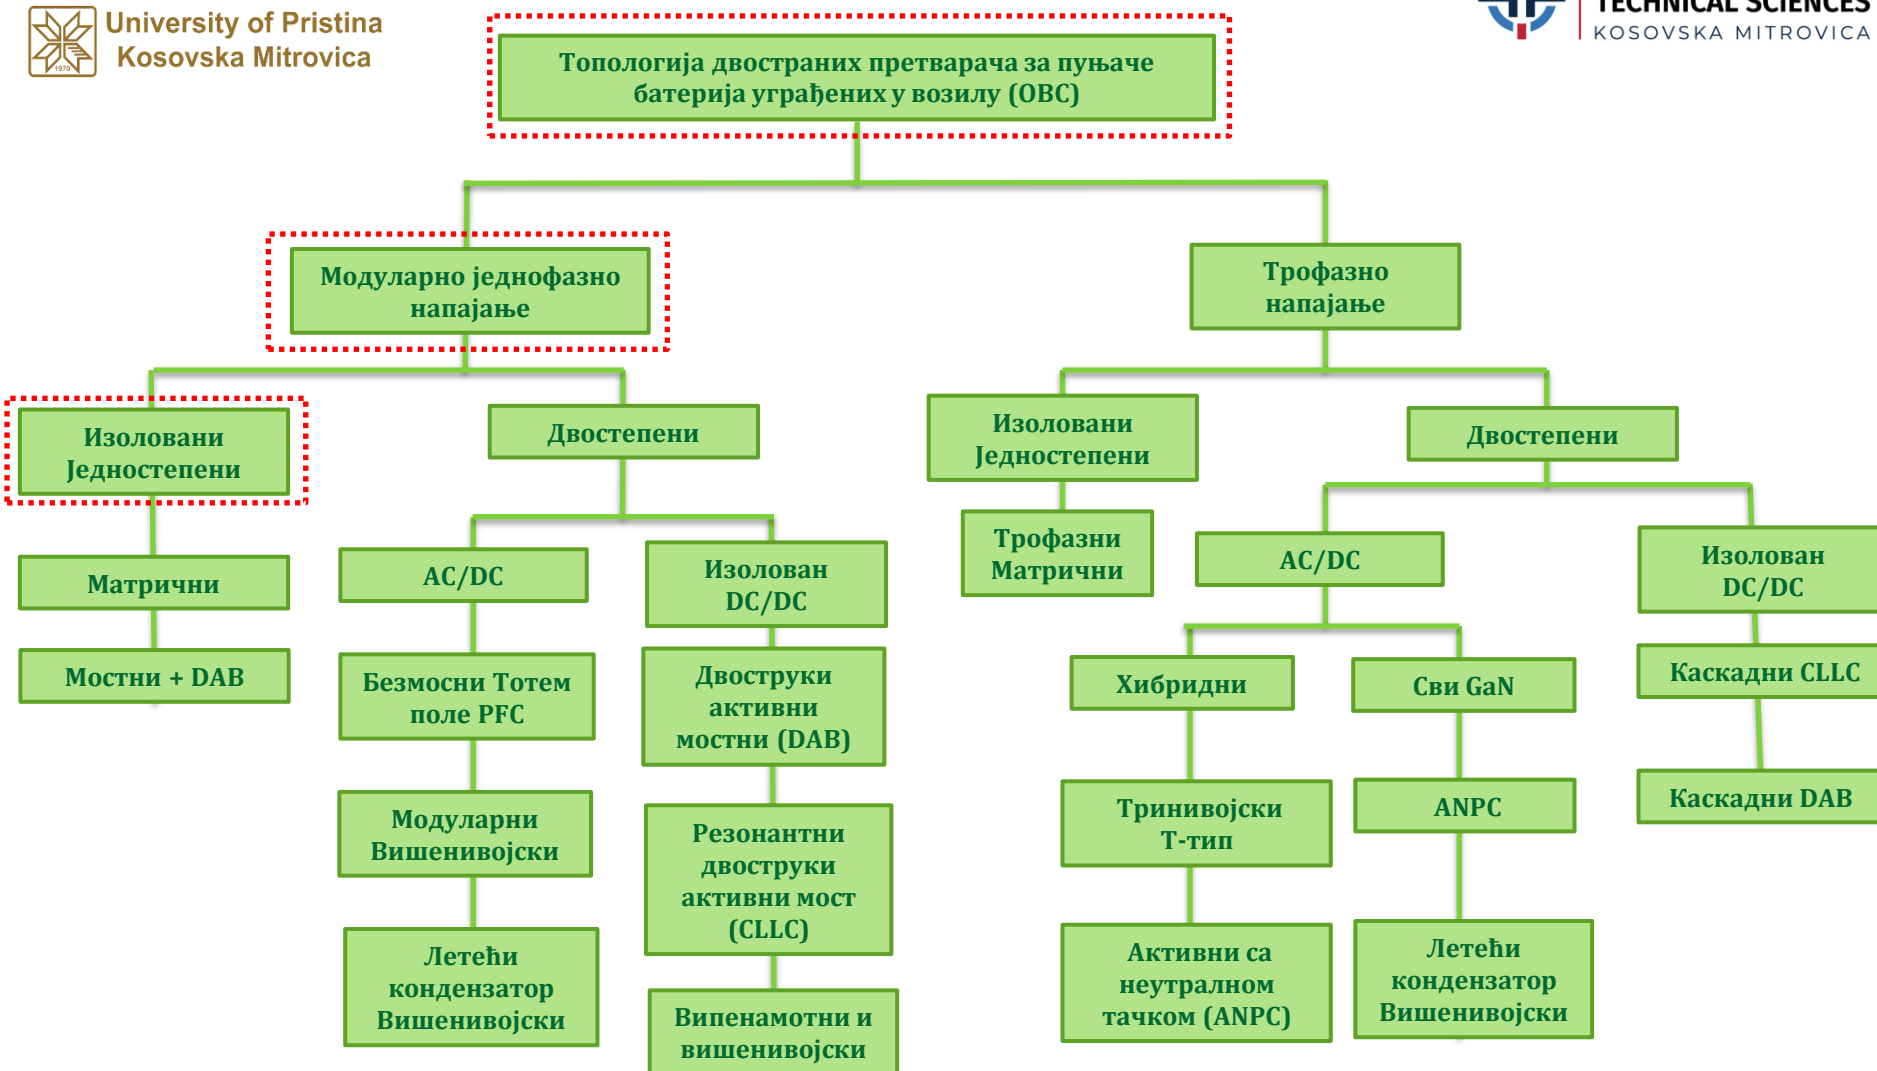 University of Pristina
Kosovska Mitrovica
1970
TECHNICAL SCIENCES
KOSOVSKA MITROVICA
Топологија двостраних претварача за пуњаче
батерија уграђених у возилу (OBC)
Модуларно једнофазно
напајање
Трофазно
напајање
Изоловани
Једностепени
Двостепени
Изоловани
Једностепени
Двостепени
Матрични
Мостни + DAB
AC/DC
Безмосни Тотем
поле PFC
Модуларни
Вишенивојски
Летећи
кондензатор
Вишенивојски
Изолован
DC/DC
Двоструки
активни
мостни (DAB)
Резонантни
двоструки
активни мост
(CLLC)
Випенамотни и
вишенивојски
Трофазни
Матрични
AC/DC
Хибридни
Тринивојски
Т-тип
Активни са
неутралном
тачком (ANPC)
Сви GaN
ANPC
Летећи
кондензатор
Вишенивојски
Изолован
DC/DC
Каскадни CLLC
Каскадни DAB